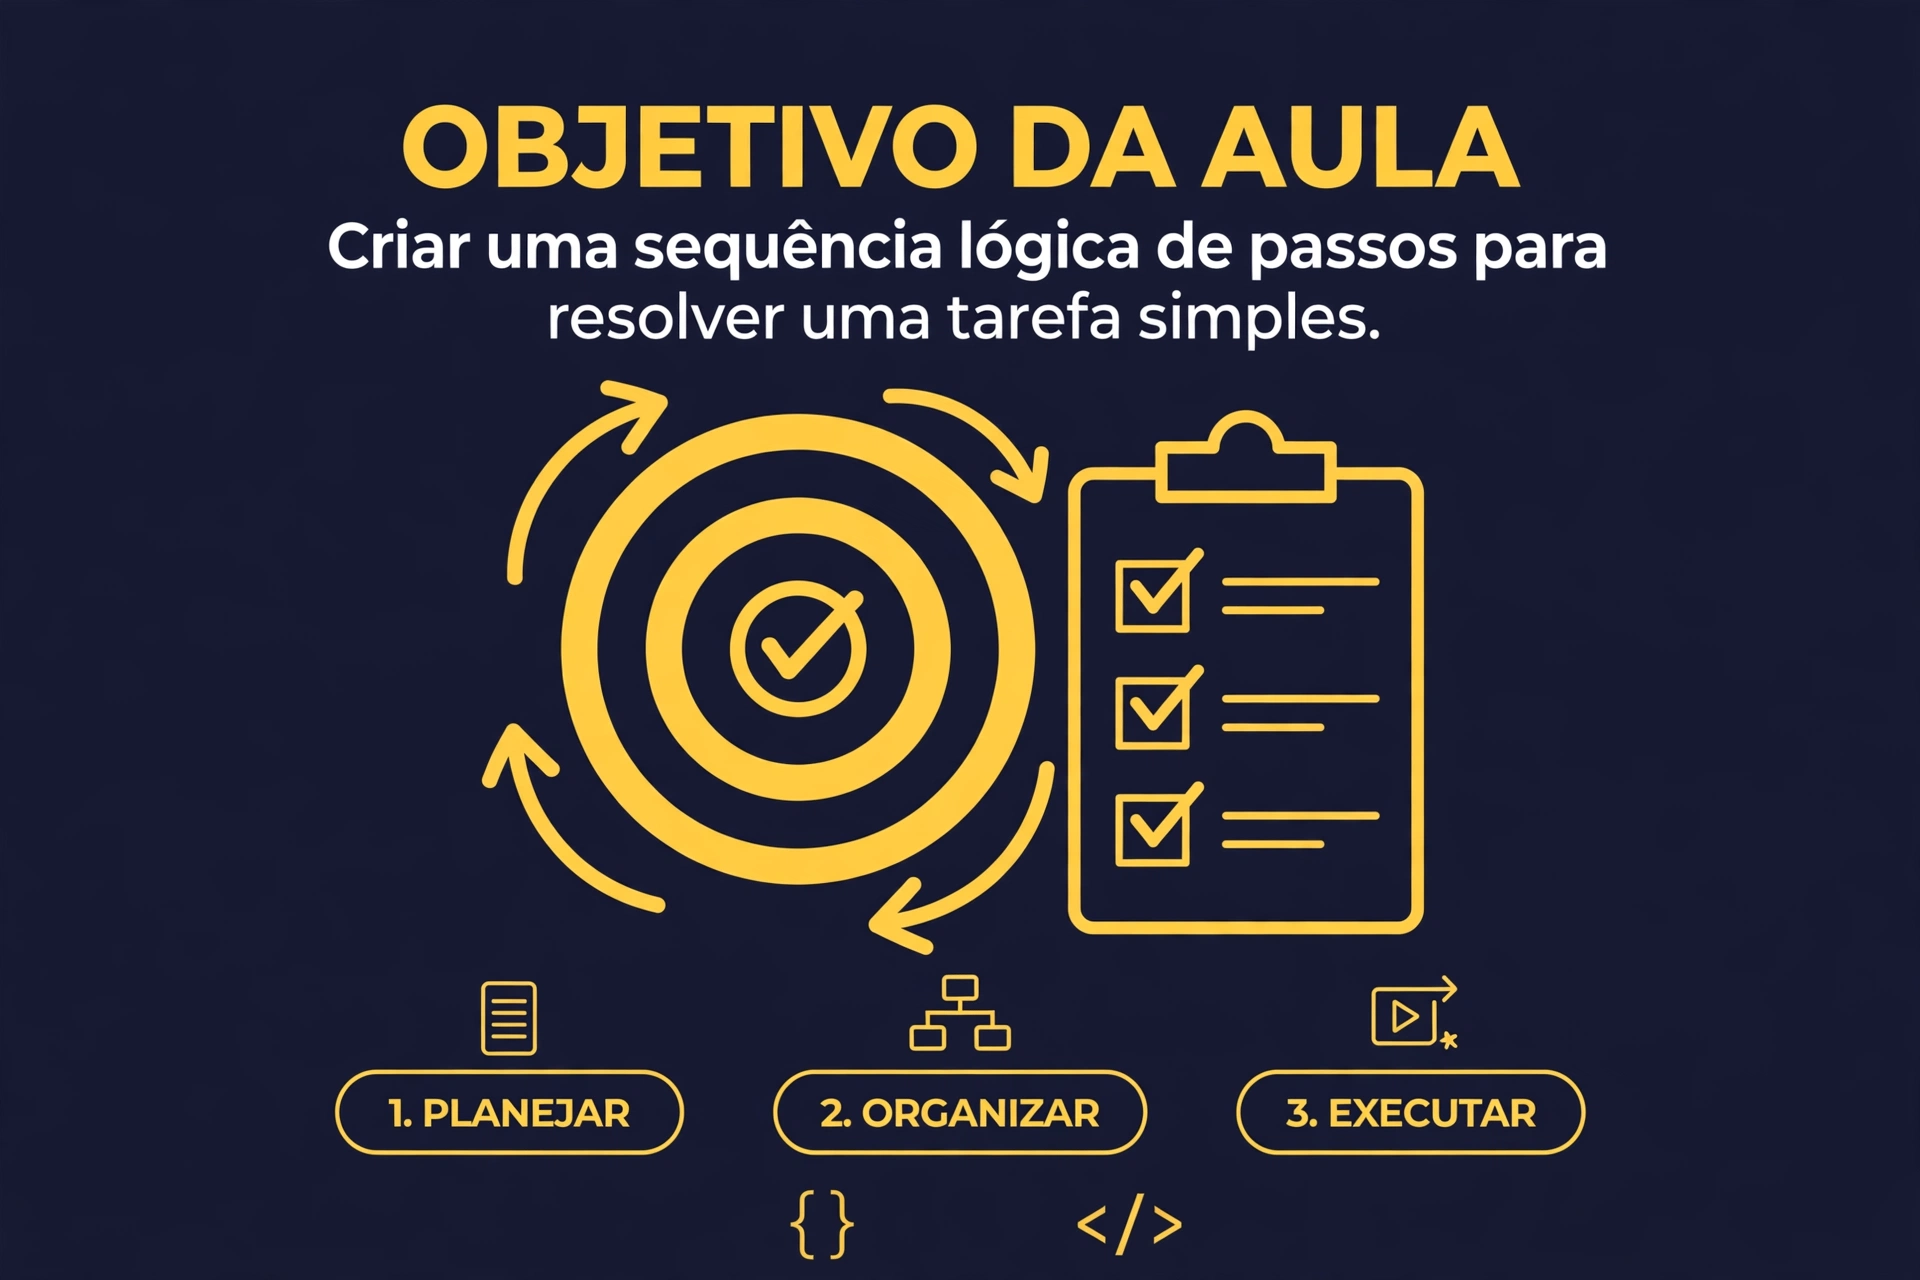 OBJETIVO DA AULA
Criar uma sequência lógica de passos para
resolver uma tarefa simples.
1. PLANEJAR
2. ORGANIZAR
3. EXECUTAR
{ } </>